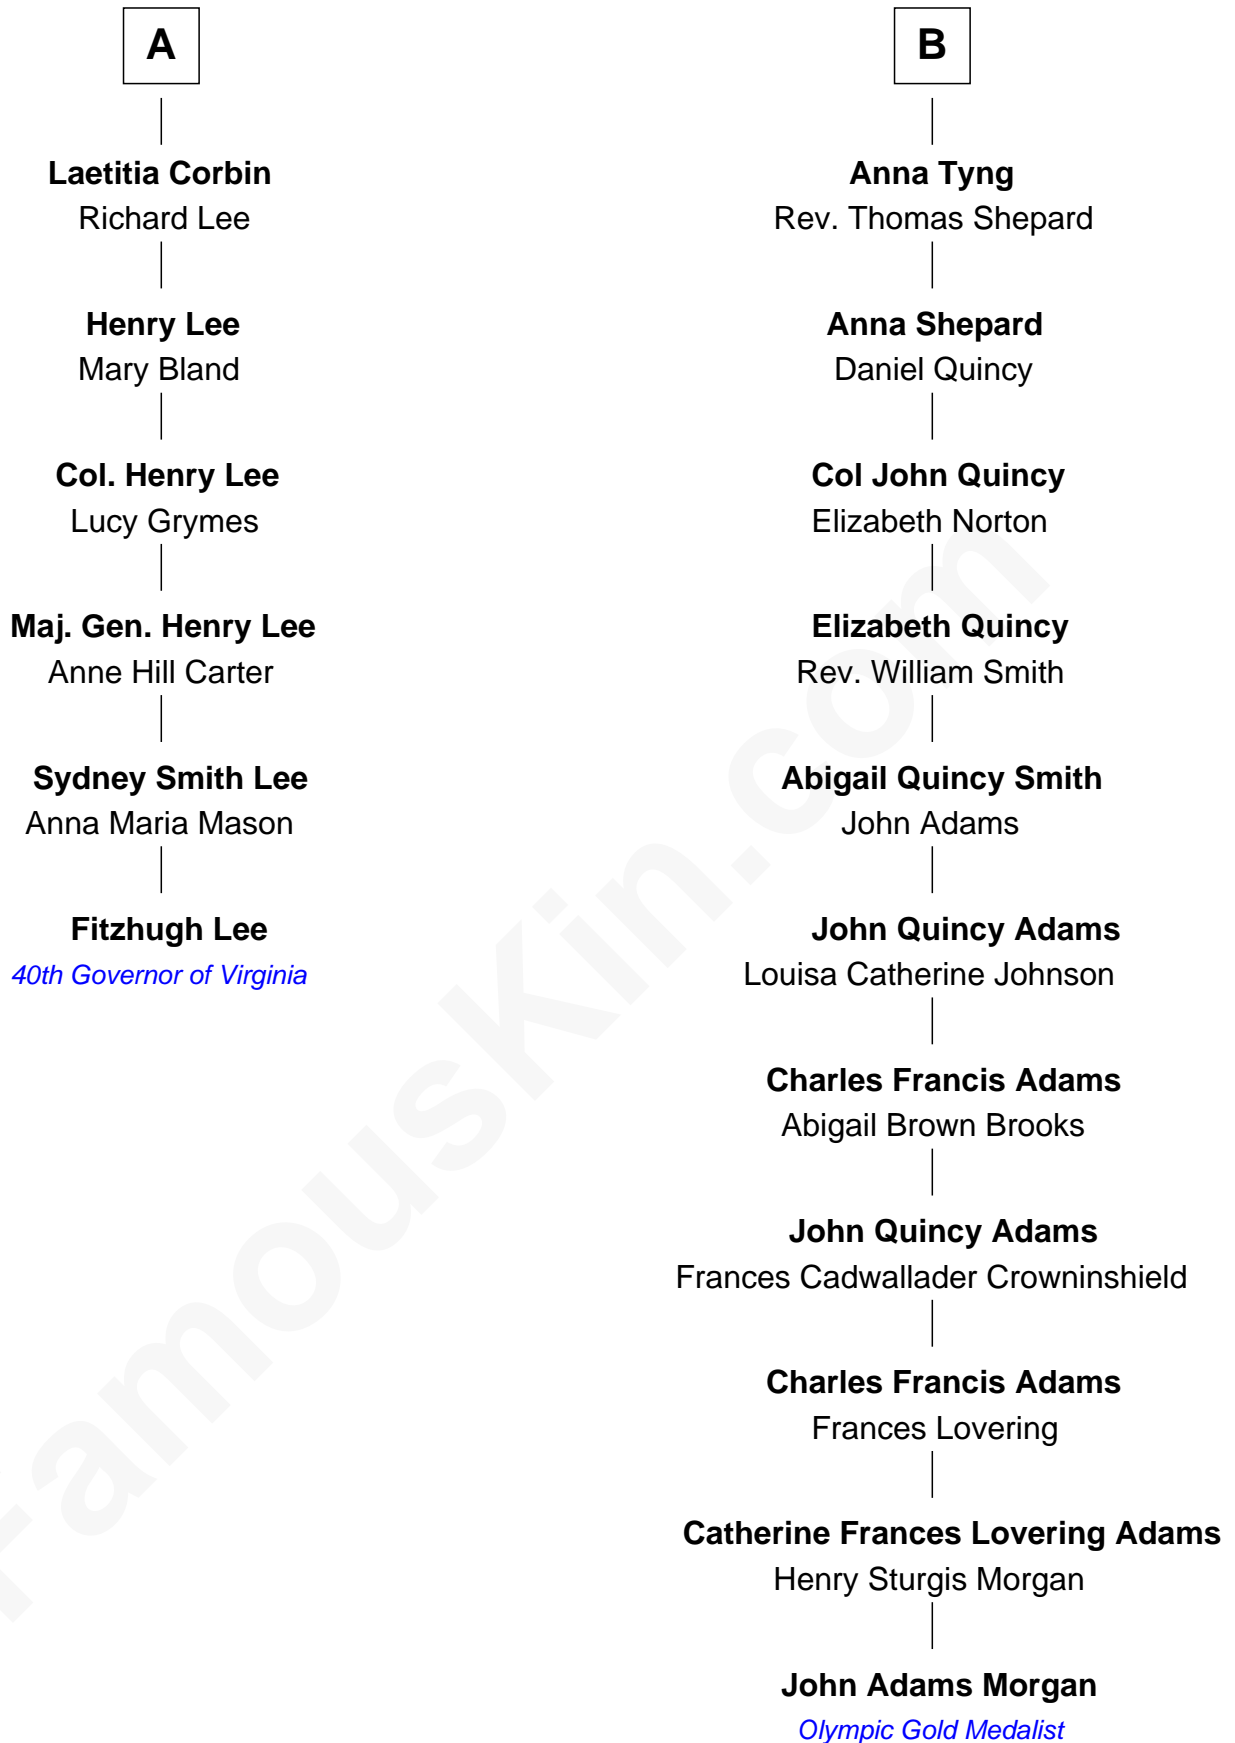 A
Laetitia Corbin
Richard Lee
Henry Lee
Mary Bland
Col. Henry Lee
Lucy Grymes
Maj. Gen. Henry Lee
Anne Hill Carter
Sydney Smith Lee
Anna Maria Mason
Fitzhugh Lee
40th Governor of Virginia
B
Anna Tyng
Rev. Thomas Shepard
Anna Shepard
Daniel Quincy
Col John Quincy
Elizabeth Norton
Elizabeth Quincy
Rev. William Smith
Abigail Quincy Smith
John Adams
John Quincy Adams
Louisa Catherine Johnson
Charles Francis Adams
Abigail Brown Brooks
John Quincy Adams
Frances Cadwallader Crowninshield
Charles Francis Adams
Frances Lovering
Catherine Frances Lovering Adams
Henry Sturgis Morgan
John Adams Morgan
Olympic Gold Medalist
FamousKin.com